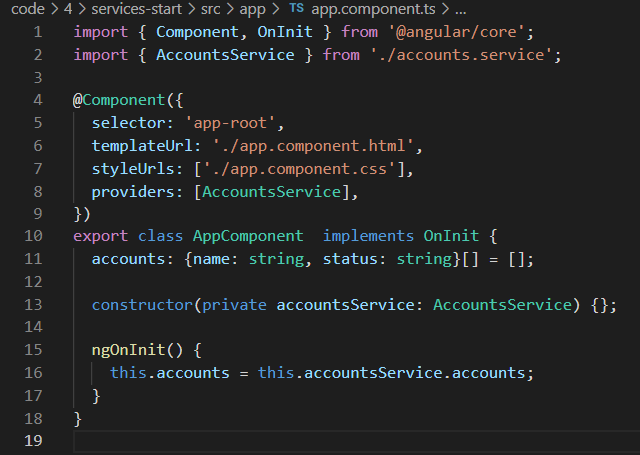 code > 4 > services-start > src > app > TS app.component.ts > ...
1 import { Component, OnInit } from '@angular/core';
2 import { AccountsService } from './accounts.service';
3
4 @Component({
5   selector: 'app-root',
6   templateUrl: './app.component.html',
7   styleUrls: ['./app.component.css'],
8   providers: [AccountsService],
9 })
10 export class AppComponent  implements OnInit {
11   accounts: {name: string, status: string}[] = [];
12
13   constructor(private accountsService: AccountsService) {};
14
15   ngOnInit() {
16     this.accounts = this.accountsService.accounts;
17   }
18 }
19